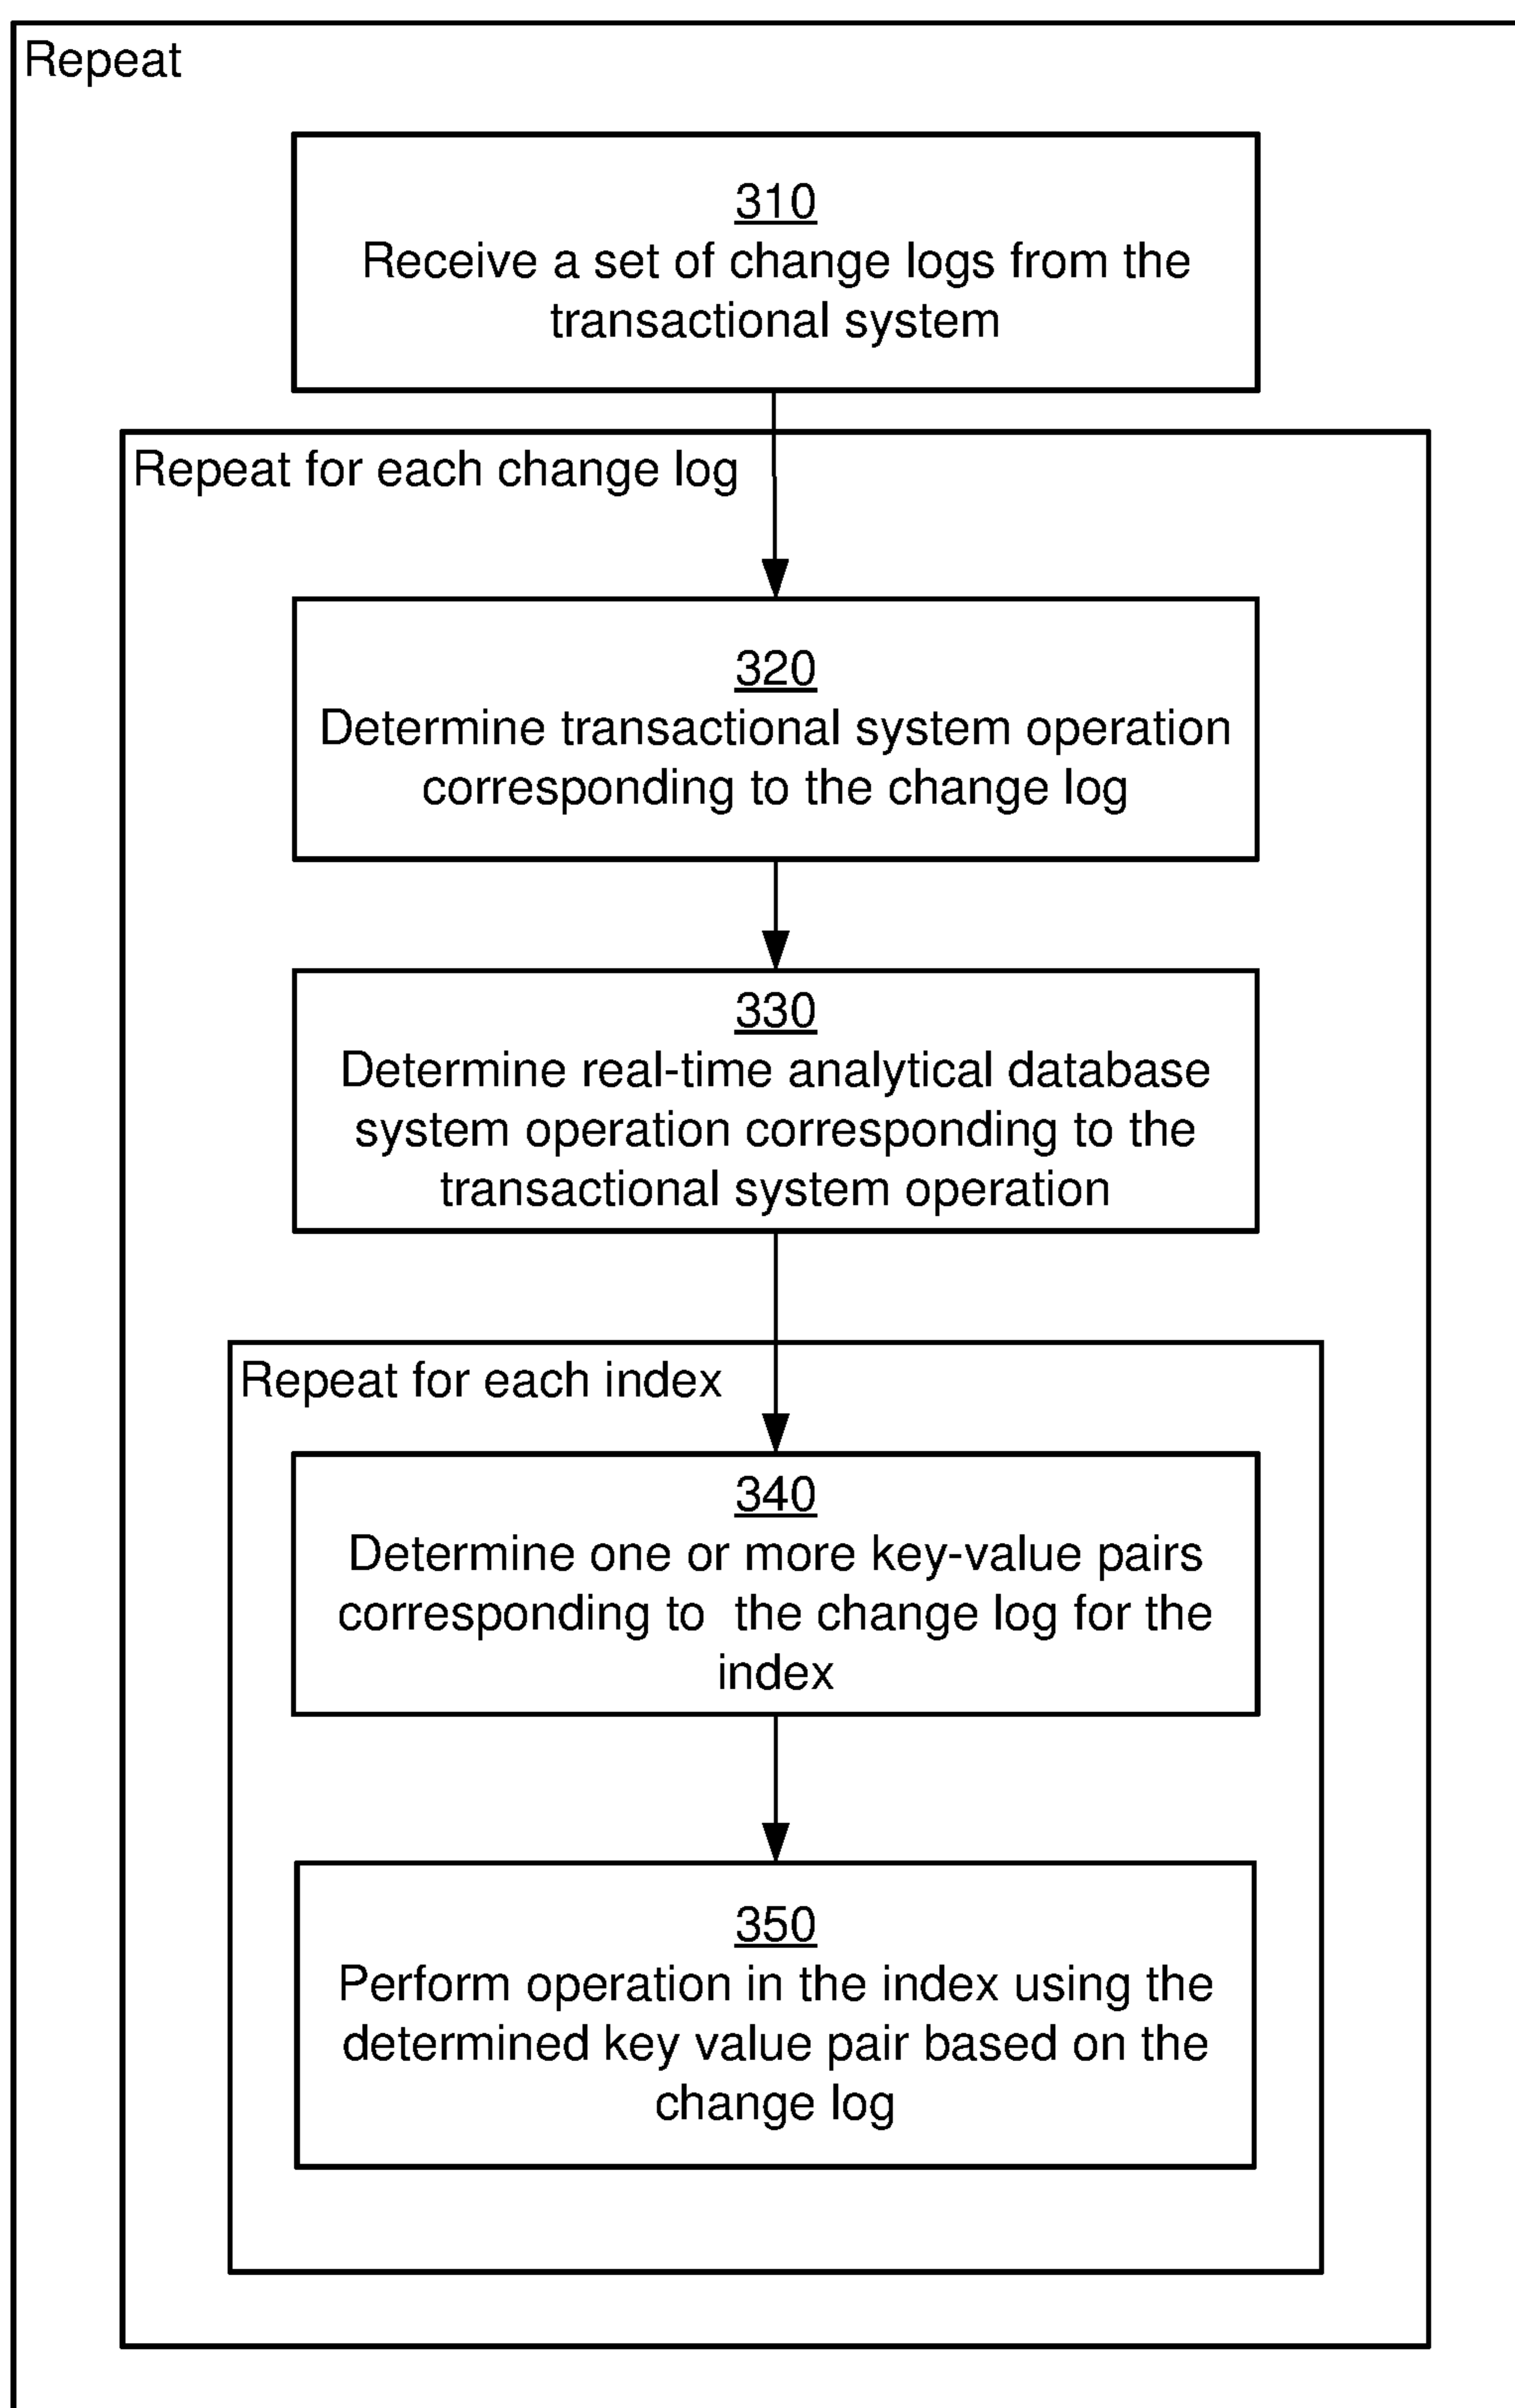 Repeat
310
Receive a set of change logs from the
transactional system
Repeat for each change log
320
Determine transactional system operation
corresponding to the change log
330
Determine real-time analytical database
system operation corresponding to the
transactional system operation
Repeat for each index
340
Determine one or more key-value pairs
corresponding to  the change log for the
index
350
Perform operation in the index using the
determined key value pair based on the
change log